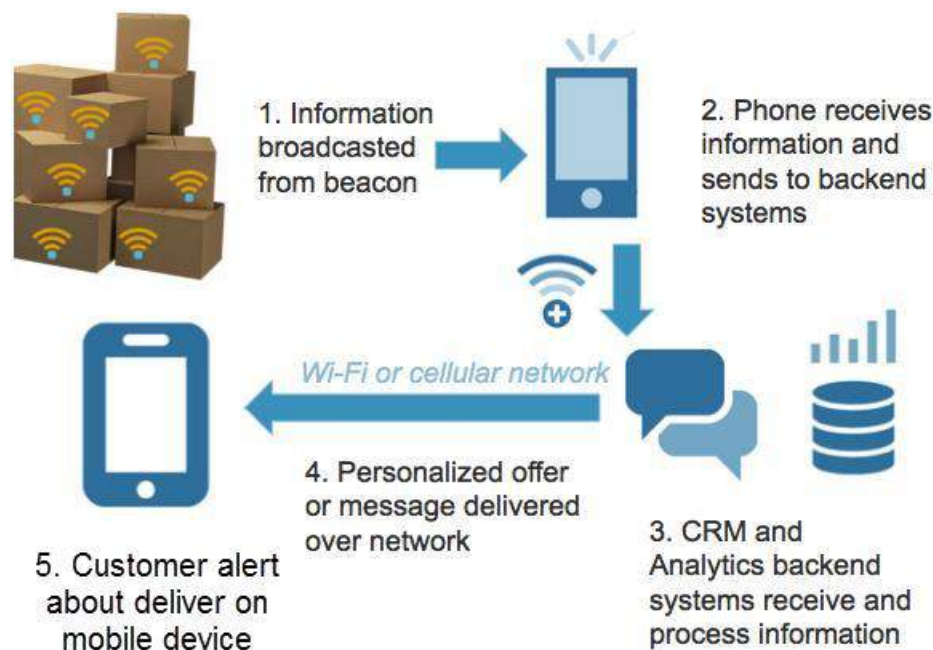 1. Information
broadcasted
from beacon
2. Phone receives
information and
sends to backend
systems
Wi-Fi or cellular network
4. Personalized offer
or message delivered
over network
3. CRM and
Analytics backend
systems receive and
process information
5. Customer alert
about deliver on
mobile device